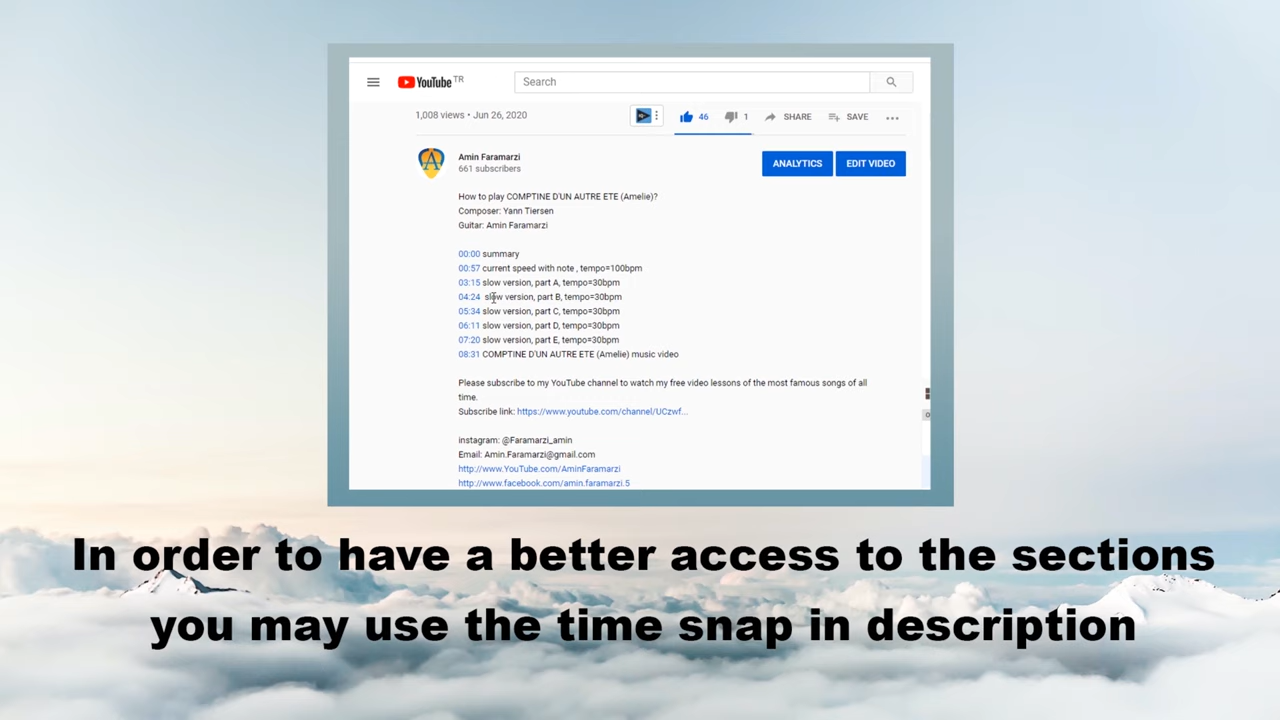 YouTube TR
Search
1,008 views • Jun 26, 2020
46
1
SHARE
SAVE
Amin Faramarzi
661 subscribers
ANALYTICS
EDIT VIDEO
How to play COMPTINE D'UN AUTRE ETE (Amelie)?
Composer: Yann Tiersen
Guitar: Amin Faramarzi
00:00 summary
00:57 current speed with note , tempo=100bpm
03:15 slow version, part A, tempo=30bpm
04:24 slow version, part B, tempo=30bpm
05:34 slow version, part C, tempo=30bpm
06:11 slow version, part D, tempo=30bpm
07:20 slow version, part E, tempo=30bpm
08:31 COMPTINE D'UN AUTRE ETE (Amelie) music video
Please subscribe to my YouTube channel to watch my free video lessons of the most famous songs of all
time.
Subscribe link: https://www.youtube.com/channel/UCzwf...
instagram: @Faramarzi_amin
Email: Amin.Faramarzi@gmail.com
http://www.YouTube.com/AminFaramarzi
http://www.facebook.com/amin.faramarzi.5
In order to have a better access to the sections
you may use the time snap in description